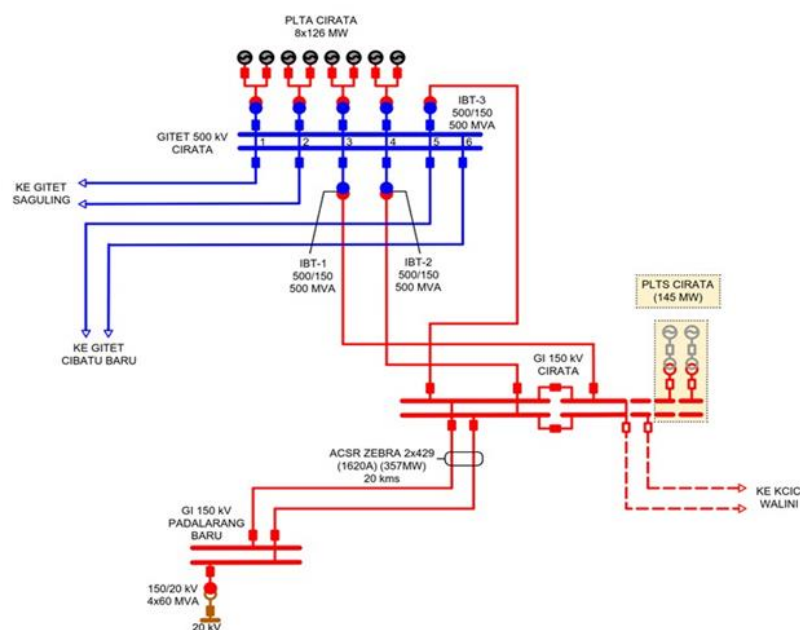 PLTA CIRATA
8x126 MW
IBT-3
500/150
500 MVA
GITET 500 kV
CIRATA
1
2
3
4
5
6
KE GITET
SAGULING
IBT-1
500/150
500 MVA
IBT-2
500/150
500 MVA
PLTS CIRATA
(145 MW)
KE GITET
CIBATU BARU
GI 150 kV
CIRATA
ACSR ZEBRA 2x429
(1620A) (357MW)
20 kms
KE KCIC
WALINI
GI 150 kV
PADALARANG
BARU
150/20 kV
4x60 MVA
20 kV